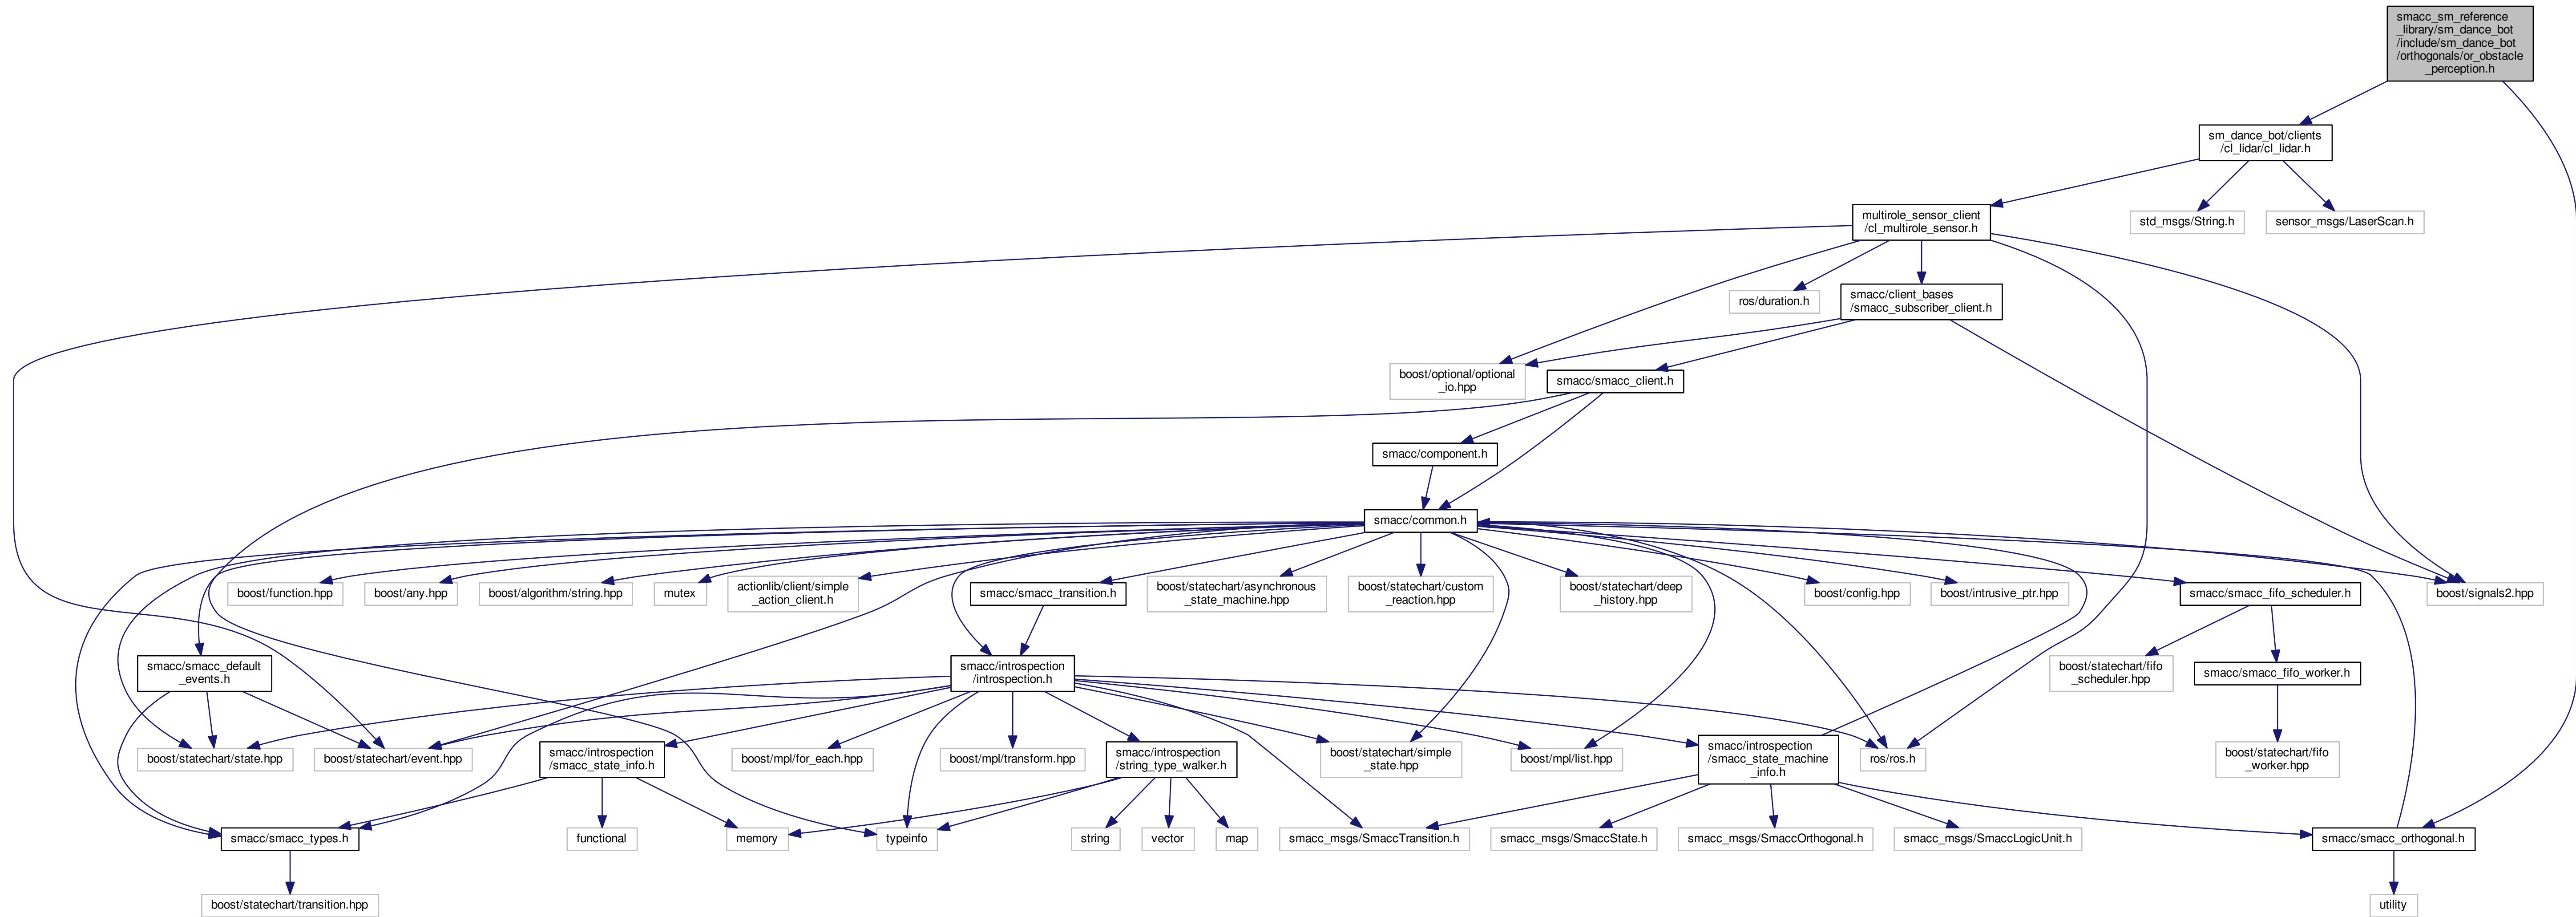 smacc_sm_reference
_library/sm_dance_bot
/include/sm_dance_bot
/orthogonals/or_obstacle
_perception.h
sm_dance_bot/clients
/cl_lidar/cl_lidar.h
multirole_sensor_client
/cl_multirole_sensor.h
std_msgs/String.h
sensor_msgs/LaserScan.h
ros/duration.h
smacc/client_bases
/smacc_subscriber_client.h
boost/optional/optional
_io.hpp
smacc/smacc_client.h
smacc/component.h
smacc/common.h
boost/function.hpp
boost/any.hpp
boost/algorithm/string.hpp
mutex
actionlib/client/simple
_action_client.h
smacc/smacc_transition.h
boost/statechart/asynchronous
_state_machine.hpp
boost/statechart/custom
_reaction.hpp
boost/statechart/deep
_history.hpp
boost/config.hpp
boost/intrusive_ptr.hpp
smacc/smacc_fifo_scheduler.h
boost/signals2.hpp
smacc/smacc_default
_events.h
smacc/introspection
/introspection.h
boost/statechart/fifo
_scheduler.hpp
smacc/smacc_fifo_worker.h
boost/statechart/state.hpp
boost/statechart/event.hpp
smacc/introspection
/smacc_state_info.h
boost/mpl/for_each.hpp
boost/mpl/transform.hpp
smacc/introspection
/string_type_walker.h
boost/statechart/simple
_state.hpp
boost/mpl/list.hpp
smacc/introspection
/smacc_state_machine
_info.h
ros/ros.h
boost/statechart/fifo
_worker.hpp
smacc/smacc_types.h
functional
memory
typeinfo
string
vector
map
smacc_msgs/SmaccTransition.h
smacc_msgs/SmaccState.h
smacc_msgs/SmaccOrthogonal.h
smacc_msgs/SmaccLogicUnit.h
smacc/smacc_orthogonal.h
boost/statechart/transition.hpp
utility